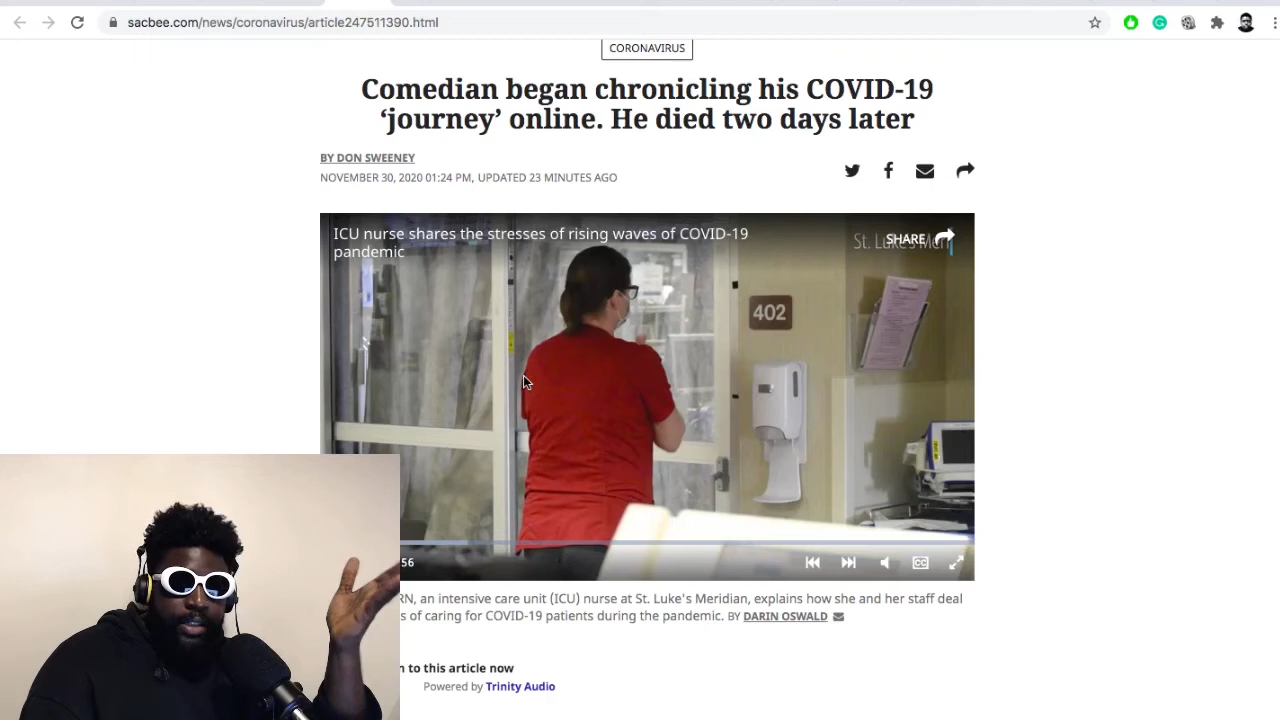 sacbee.com/news/coronavirus/article247511390.html
CORONAVIRUS
Comedian began chronicling his COVID-19
‘journey’ online. He died two days later
BY DON SWEENEY
NOVEMBER 30, 2020 01:24 PM, UPDATED 23 MINUTES AGO
ICU nurse shares the stresses of rising waves of COVID-19
pandemic
St. Luke's Meri
SHARE
402
56
CC
RN, an intensive care unit (ICU) nurse at St. Luke's Meridian, explains how she and her staff deal
s of caring for COVID-19 patients during the pandemic. BY DARIN OSWALD
n to this article now
Powered by Trinity Audio